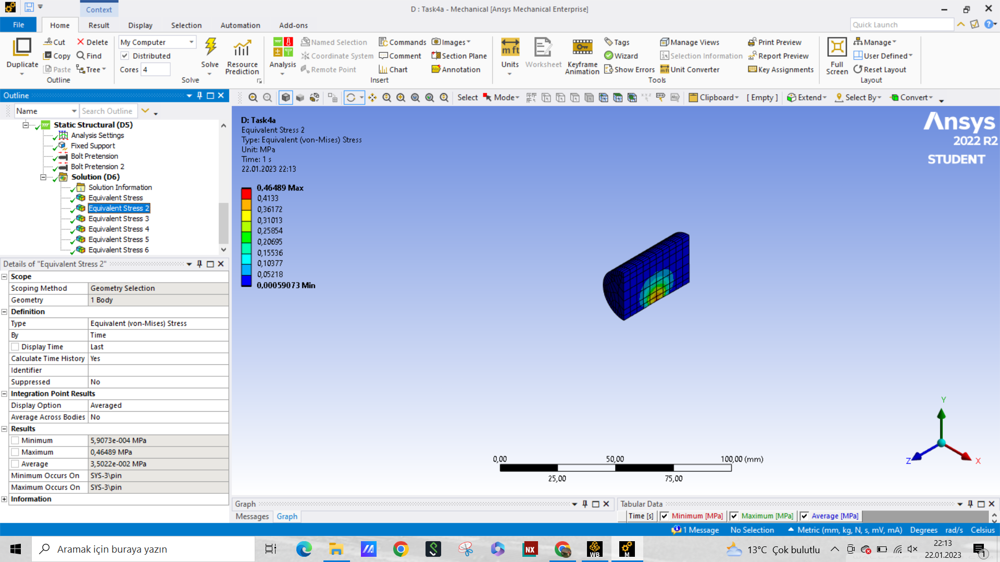 Context
D : Task4a - Mechanical [Ansys Mechanical Enterprise]
File Home Result Display Selection Automation Add-ons
Quick Launch
Duplicate
Cut
Copy
Paste
Delete
Find
Tree
Outline
My Computer
Distributed
Cores 4
Solve
Resource Prediction
Solve
Analysis
Named Selection
Coordinate System
Remote Point
Commands
Comment
Chart
Images
Section Plane
Annotation
Insert
Units
Worksheet
Keyframe Animation
Tags
Wizard
Show Errors
Manage Views
Selection Information
Unit Converter
Print Preview
Report Preview
Key Assignments
Tools
Full Screen
Manage
User Defined
Reset Layout
Layout
Outline
Name
Search Outline
Select Mode Clipboard [ Empty ] Extend Select By Convert
Static Structural (D5)
Analysis Settings
Fixed Support
Bolt Pretension
Bolt Pretension 2
Solution (D6)
Solution Information
Equivalent Stress
Equivalent Stress 2
Equivalent Stress 3
Equivalent Stress 4
Equivalent Stress 5
Equivalent Stress 6
Details of "Equivalent Stress 2"
Scope
Scoping Method Geometry Selection
Geometry 1 Body
Definition
Type Equivalent (von-Mises) Stress
By Time
Display Time Last
Calculate Time History Yes
Identifier
Suppressed No
Integration Point Results
Display Option Averaged
Average Across Bodies No
Results
Minimum 5,9073e-004 MPa
Maximum 0,46489 MPa
Average 3,5022e-002 MPa
Minimum Occurs On SYS-3\pin
Maximum Occurs On SYS-3\pin
Information
D: Task4a
Equivalent Stress 2
Type: Equivalent (von-Mises) Stress
Unit: MPa
Time: 1 s
22.01.2023 22:13
0,46489 Max
0,4133
0,36172
0,31013
0,25854
0,20695
0,15536
0,10377
0,05218
0,00059073 Min
Ansys
2022 R2
STUDENT
Y
Z
X
0,00 50,00 100,00 (mm)
25,00 75,00
Graph
Messages Graph
Tabular Data
Time [s] Minimum [MPa] Maximum [MPa] Average [MPa]
1 Message No Selection Metric (mm, kg, N, s, mV, mA) Degrees rad/s Celsius
Aramak için buraya yazın
NX
WB
M
13°C Çok bulutlu
22:13
22.01.2023
1